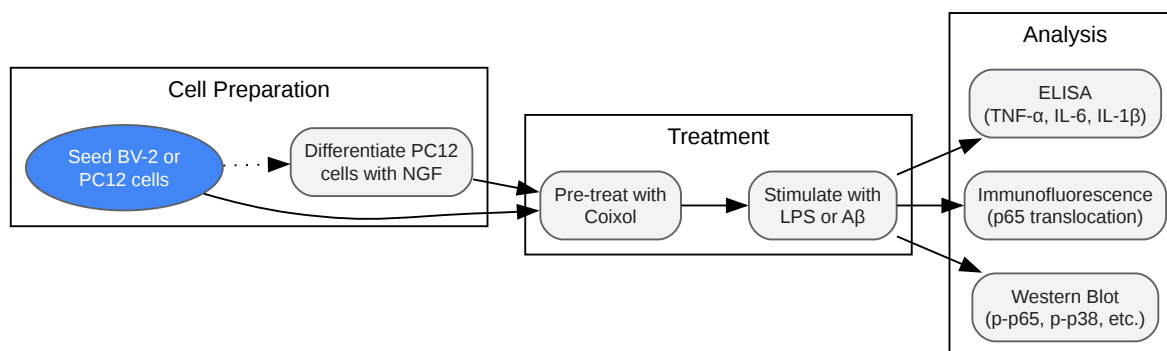 Cell Preparation
Seed BV-2 or
PC12 cells
Differentiate PC12
cells with NGF
Treatment
Pre-treat with
Coixol
Stimulate with
LPS or Aβ
Analysis
ELISA
(TNF-α, IL-6, IL-1β)
Immunofluorescence
(p65 translocation)
Western Blot
(p-p65, p-p38, etc.)